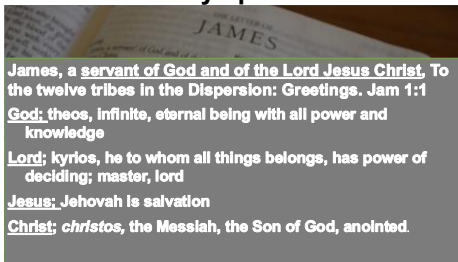 THE LETTER OF
JAMES
James, a servant of God and of the Lord Jesus Christ, To
the twelve tribes in the Dispersion: Greetings. Jam 1:1
God; theos, infinite, eternal being with all power and
knowledge
Lord; kyrios, he to whom all things belongs, has power of
deciding; master, lord
Jesus; Jehovah is salvation
Christ; christos, the Messiah, the Son of God, anointed.